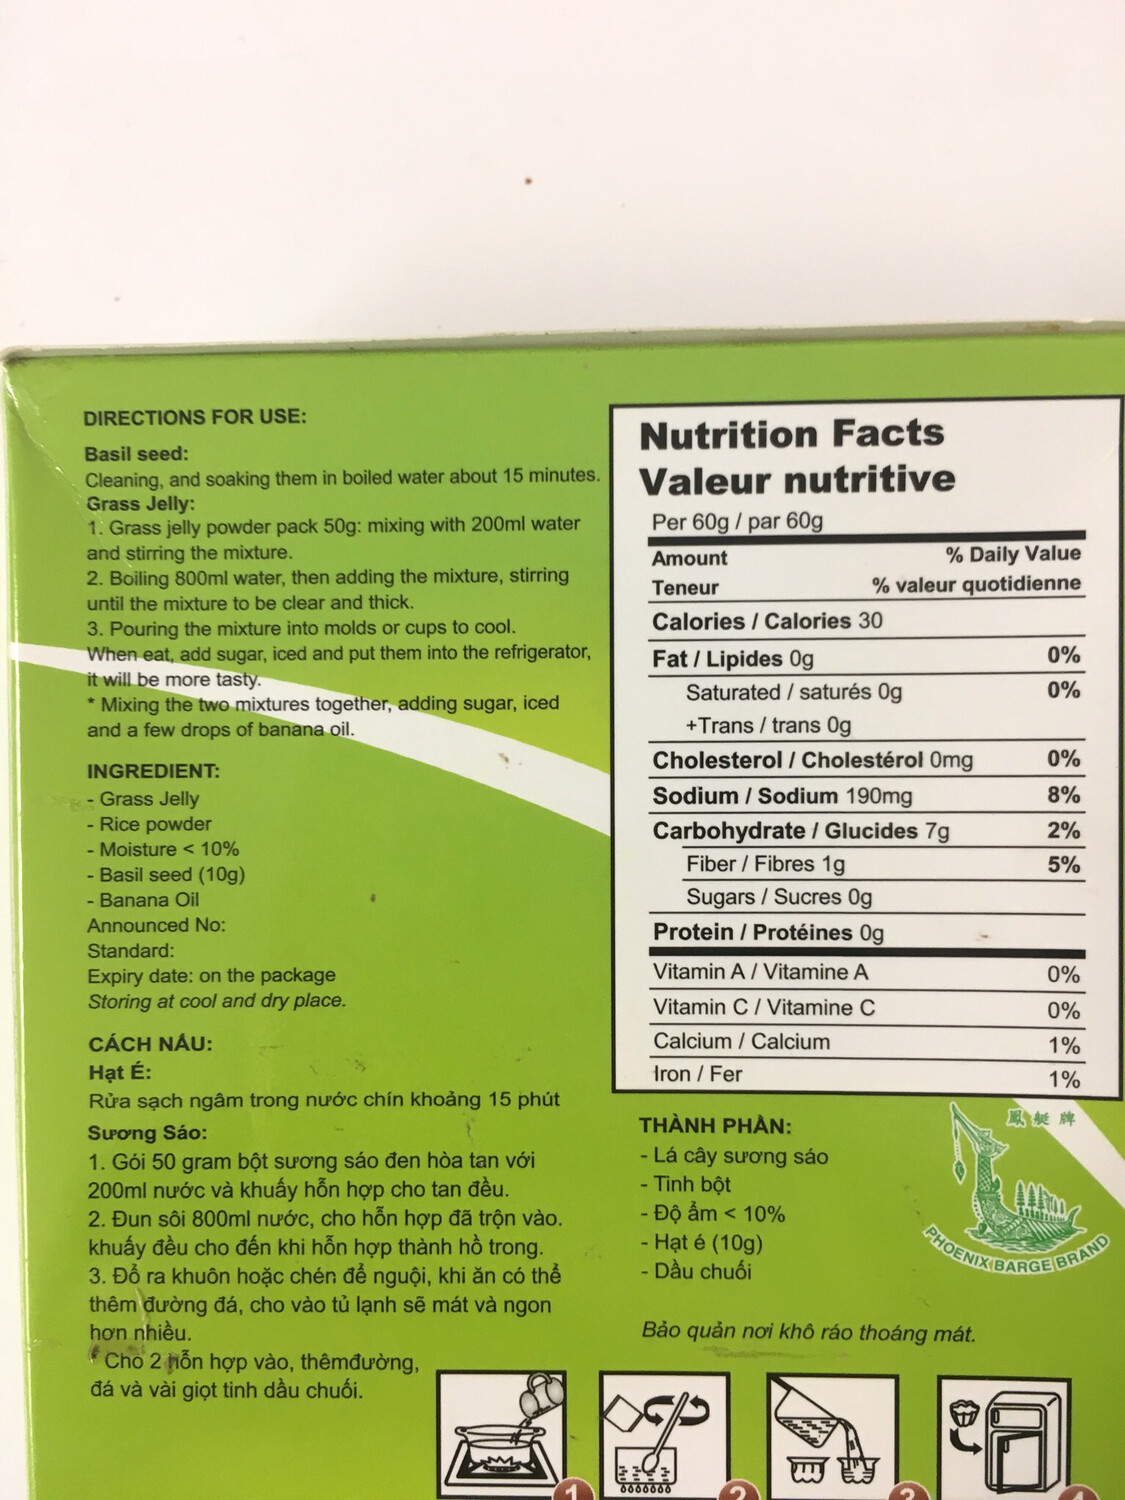 DIRECTIONS FOR USE:
Basil seed:
Cleaning, and soaking them in boiled water about 15 minutes.
Grass Jelly:
1. Grass jelly powder pack 50g: mixing with 200ml water
and stirring the mixture.
2. Boiling 800ml water, then adding the mixture, stirring
until the mixture to be clear and thick.
3. Pouring the mixture into molds or cups to cool.
When eat, add sugar, iced and put them into the refrigerator,
it will be more tasty.
* Mixing the two mixtures together, adding sugar, iced
and a few drops of banana oil.
INGREDIENT:
- Grass Jelly
- Rice powder
- Moisture < 10%
- Basil seed (10g)
- Banana Oil
Announced No:
Standard:
Expiry date: on the package
Storing at cool and dry place.
CÁCH NẤU:
Hạt É:
Rửa sạch ngâm trong nước chín khoảng 15 phút
Sương Sáo:
1. Gói 50 gram bột sương sáo đen hòa tan với
200ml nước và khuấy hỗn hợp cho tan đều.
2. Đun sôi 800ml nước, cho hỗn hợp đã trộn vào.
khuấy đều cho đến khi hỗn hợp thành hồ trong.
3. Đổ ra khuôn hoặc chén để nguội, khi ăn có thể
thêm đường đá, cho vào tủ lạnh sẽ mát và ngon
hơn nhiều.
* Cho 2 hỗn hợp vào, thêmđường,
đá và vài giọt tinh dầu chuối.
Nutrition Facts
Valeur nutritive
Per 60g / par 60g
Amount % Daily Value
Teneur % valeur quotidienne
Calories / Calories 30
Fat / Lipides 0g 0%
Saturated / saturés 0g 0%
+Trans / trans 0g
Cholesterol / Cholestérol 0mg 0%
Sodium / Sodium 190mg 8%
Carbohydrate / Glucides 7g 2%
Fiber / Fibres 1g 5%
Sugars / Sucres 0g
Protein / Protéines 0g
Vitamin A / Vitamine A 0%
Vitamin C / Vitamine C 0%
Calcium / Calcium 1%
Iron / Fer 1%
THÀNH PHẦN:
- Lá cây sương sáo
- Tinh bột
- Độ ẩm < 10%
- Hạt é (10g)
- Dầu chuối
鳳艇牌
PHOENIX BARGE BRAND
Bảo quản nơi khô ráo thoáng mát.
1 2 3 4